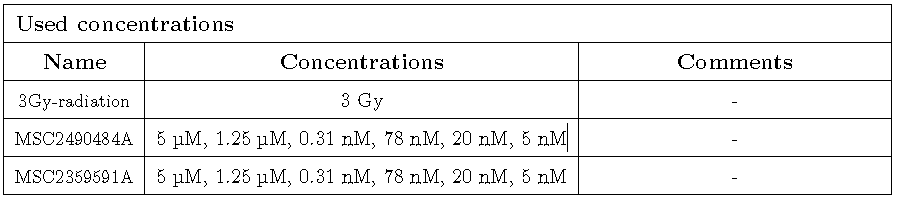 Used concentrations
Name Concentrations Comments
3Gy-radiation 3 Gy -
MSC2490484A 5 µM, 1.25 µM, 0.31 nM, 78 nM, 20 nM, 5 nM -
MSC2359591A 5 µM, 1.25 µM, 0.31 nM, 78 nM, 20 nM, 5 nM -